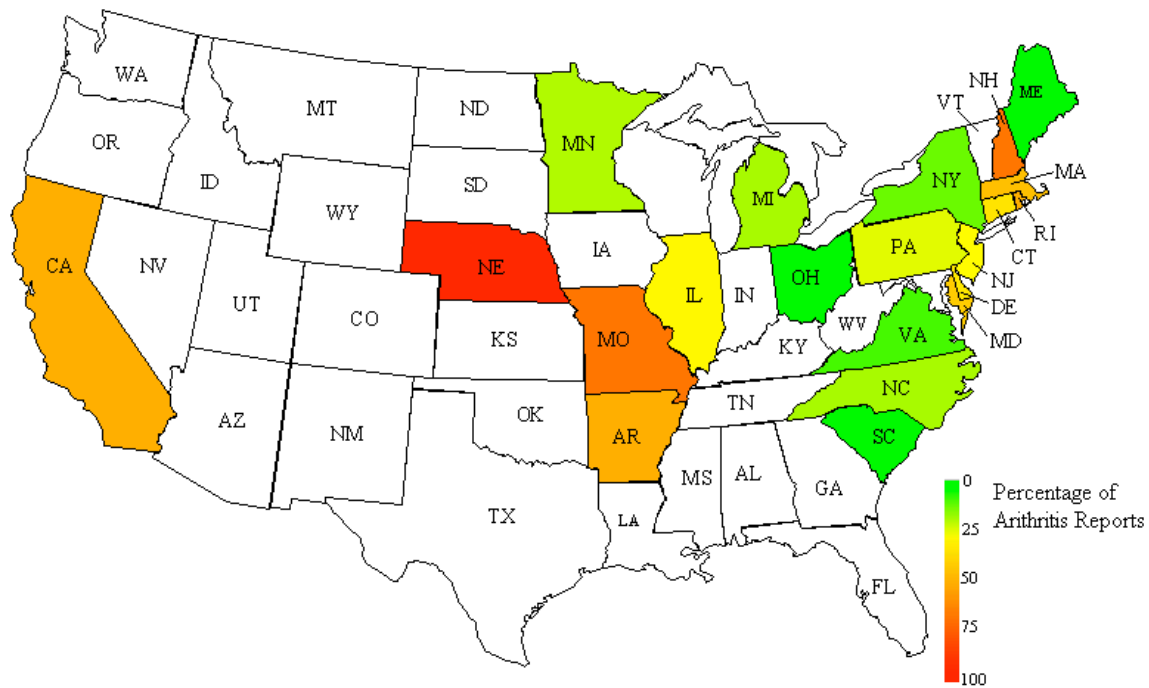 WA
MT
ND
MN
VT
NH
ME
OR
ID
SD
WY
MI
NY
MA
RI
CT
CA
NV
NE
IA
PA
NJ
DE
MD
UT
CO
IL
IN
OH
WV
VA
KS
MO
KY
AZ
NM
OK
AR
TN
NC
SC
TX
LA
MS
AL
GA
FL
0
25
50
75
100
Percentage of
Arithritis Reports